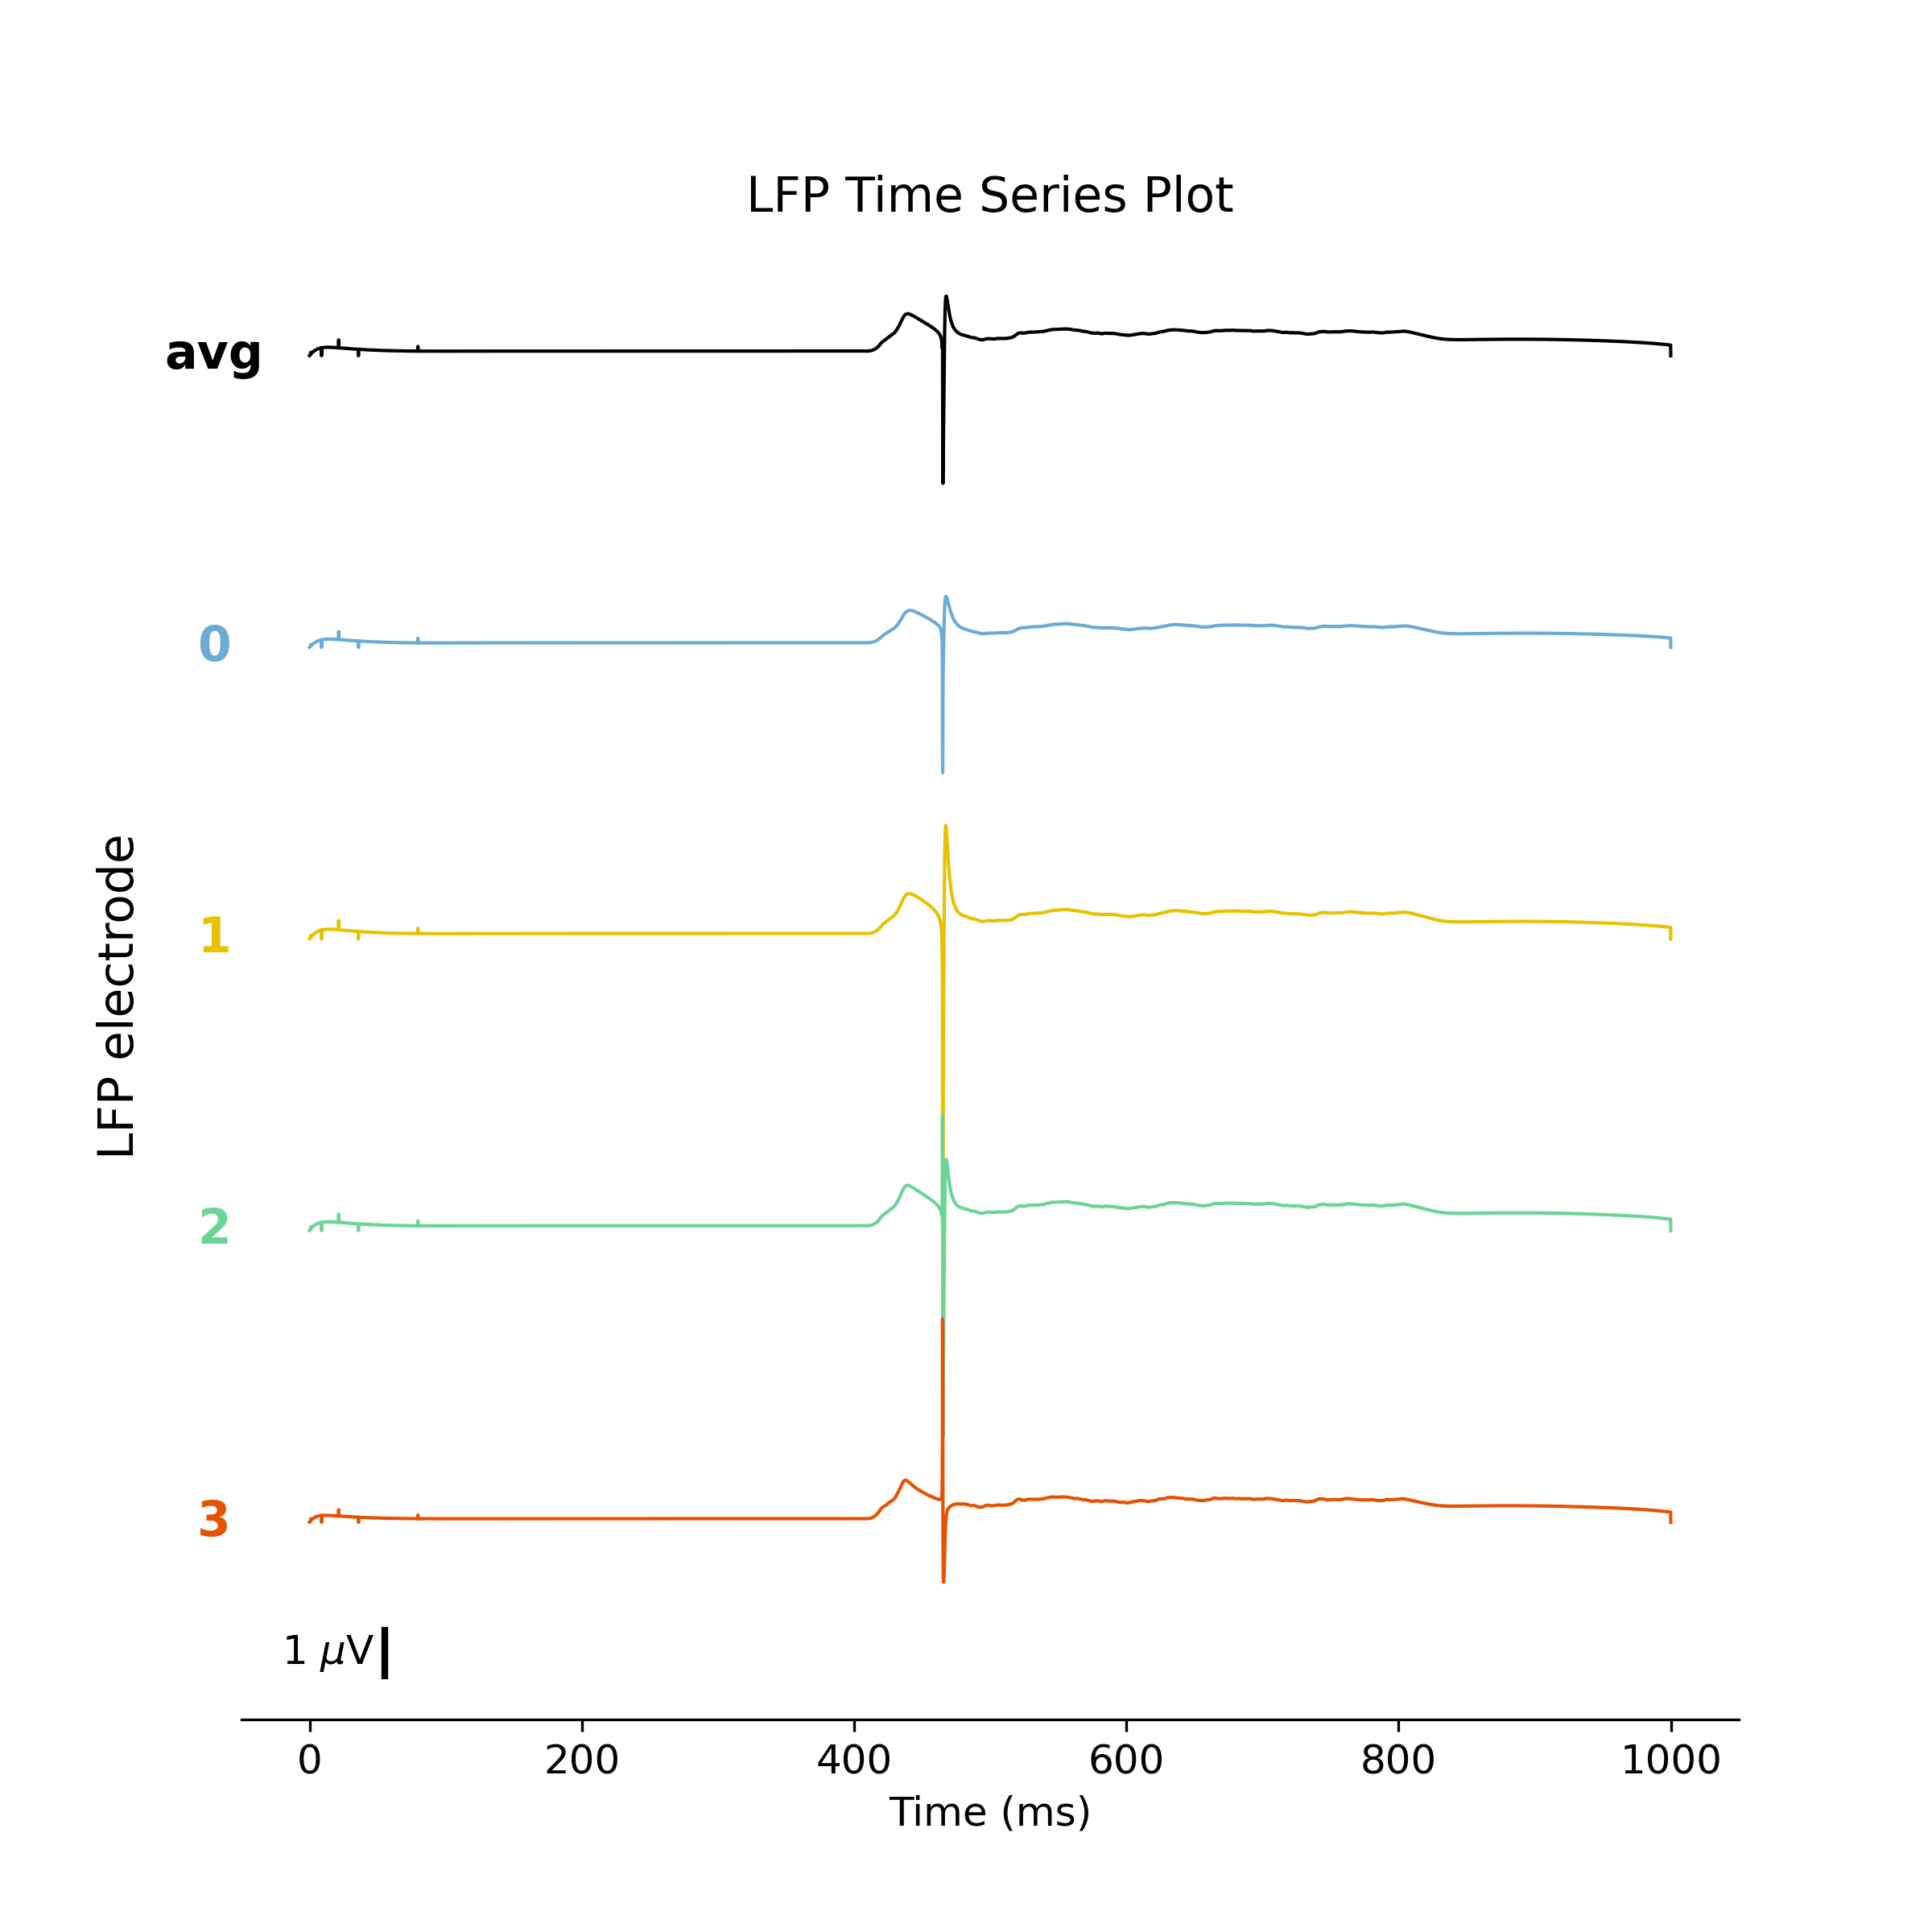 LFP Time Series Plot
avg
0
1
2
3
LFP electrode
1 μV
0 200 400 600 800 1000
Time (ms)